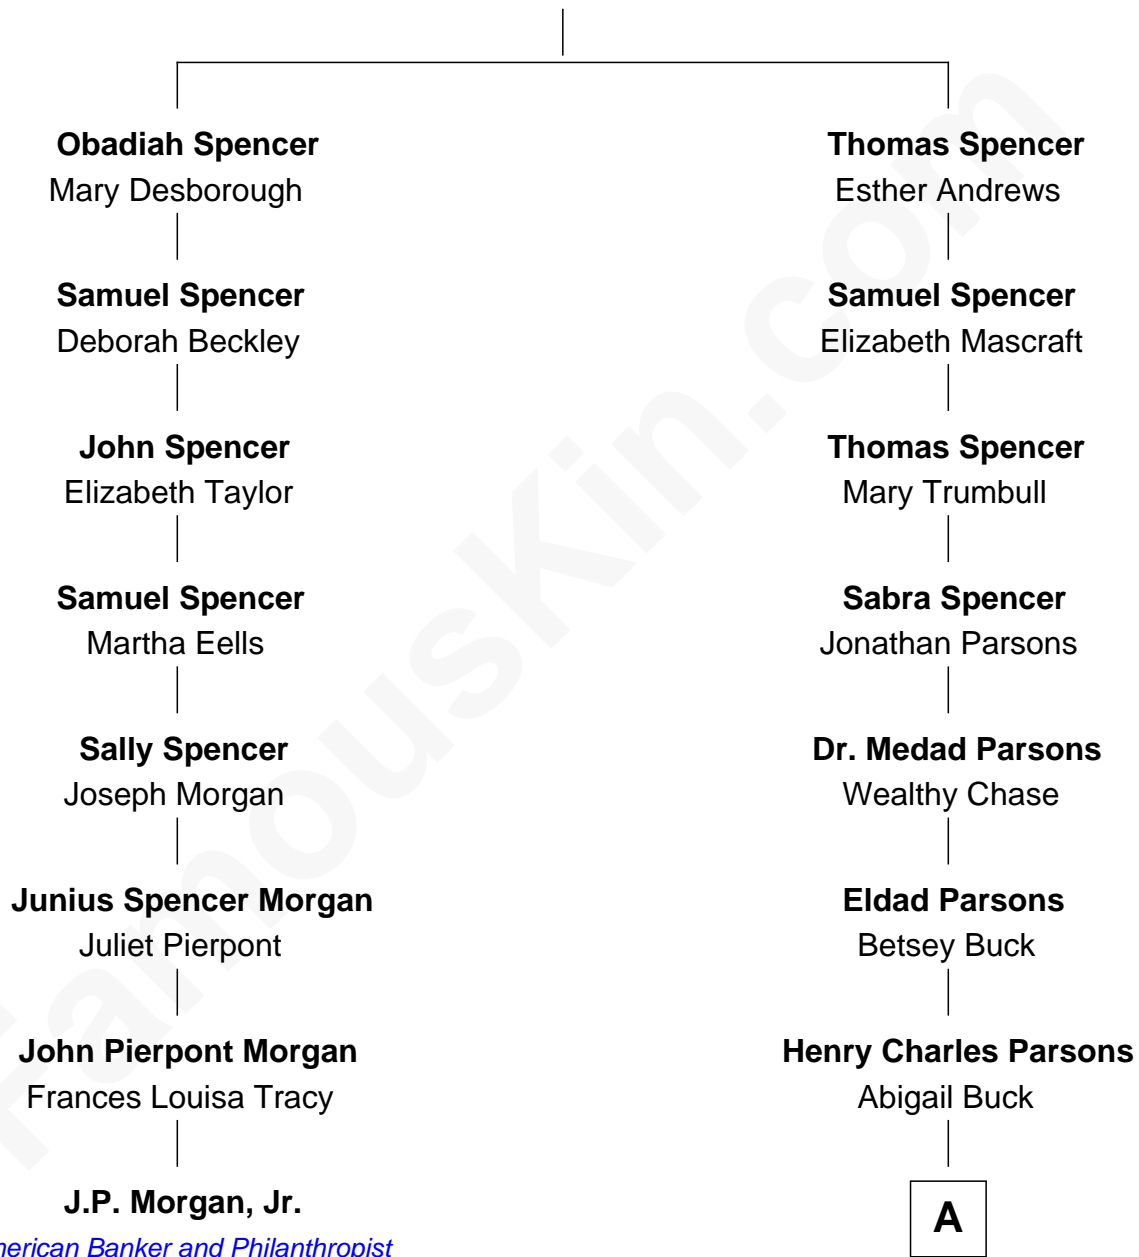 Obadiah Spencer
Mary Desborough
Samuel Spencer
Deborah Beckley
John Spencer
Elizabeth Taylor
Samuel Spencer
Martha Eells
Sally Spencer
Joseph Morgan
Junius Spencer Morgan
Juliet Pierpont
John Pierpont Morgan
Frances Louisa Tracy
J.P. Morgan, Jr.
merican Banker and Philanthropist
Thomas Spencer
Esther Andrews
Samuel Spencer
Elizabeth Mascraft
Thomas Spencer
Mary Trumbull
Sabra Spencer
Jonathan Parsons
Dr. Medad Parsons
Wealthy Chase
Eldad Parsons
Betsey Buck
Henry Charles Parsons
Abigail Buck
A
FamousKin.com